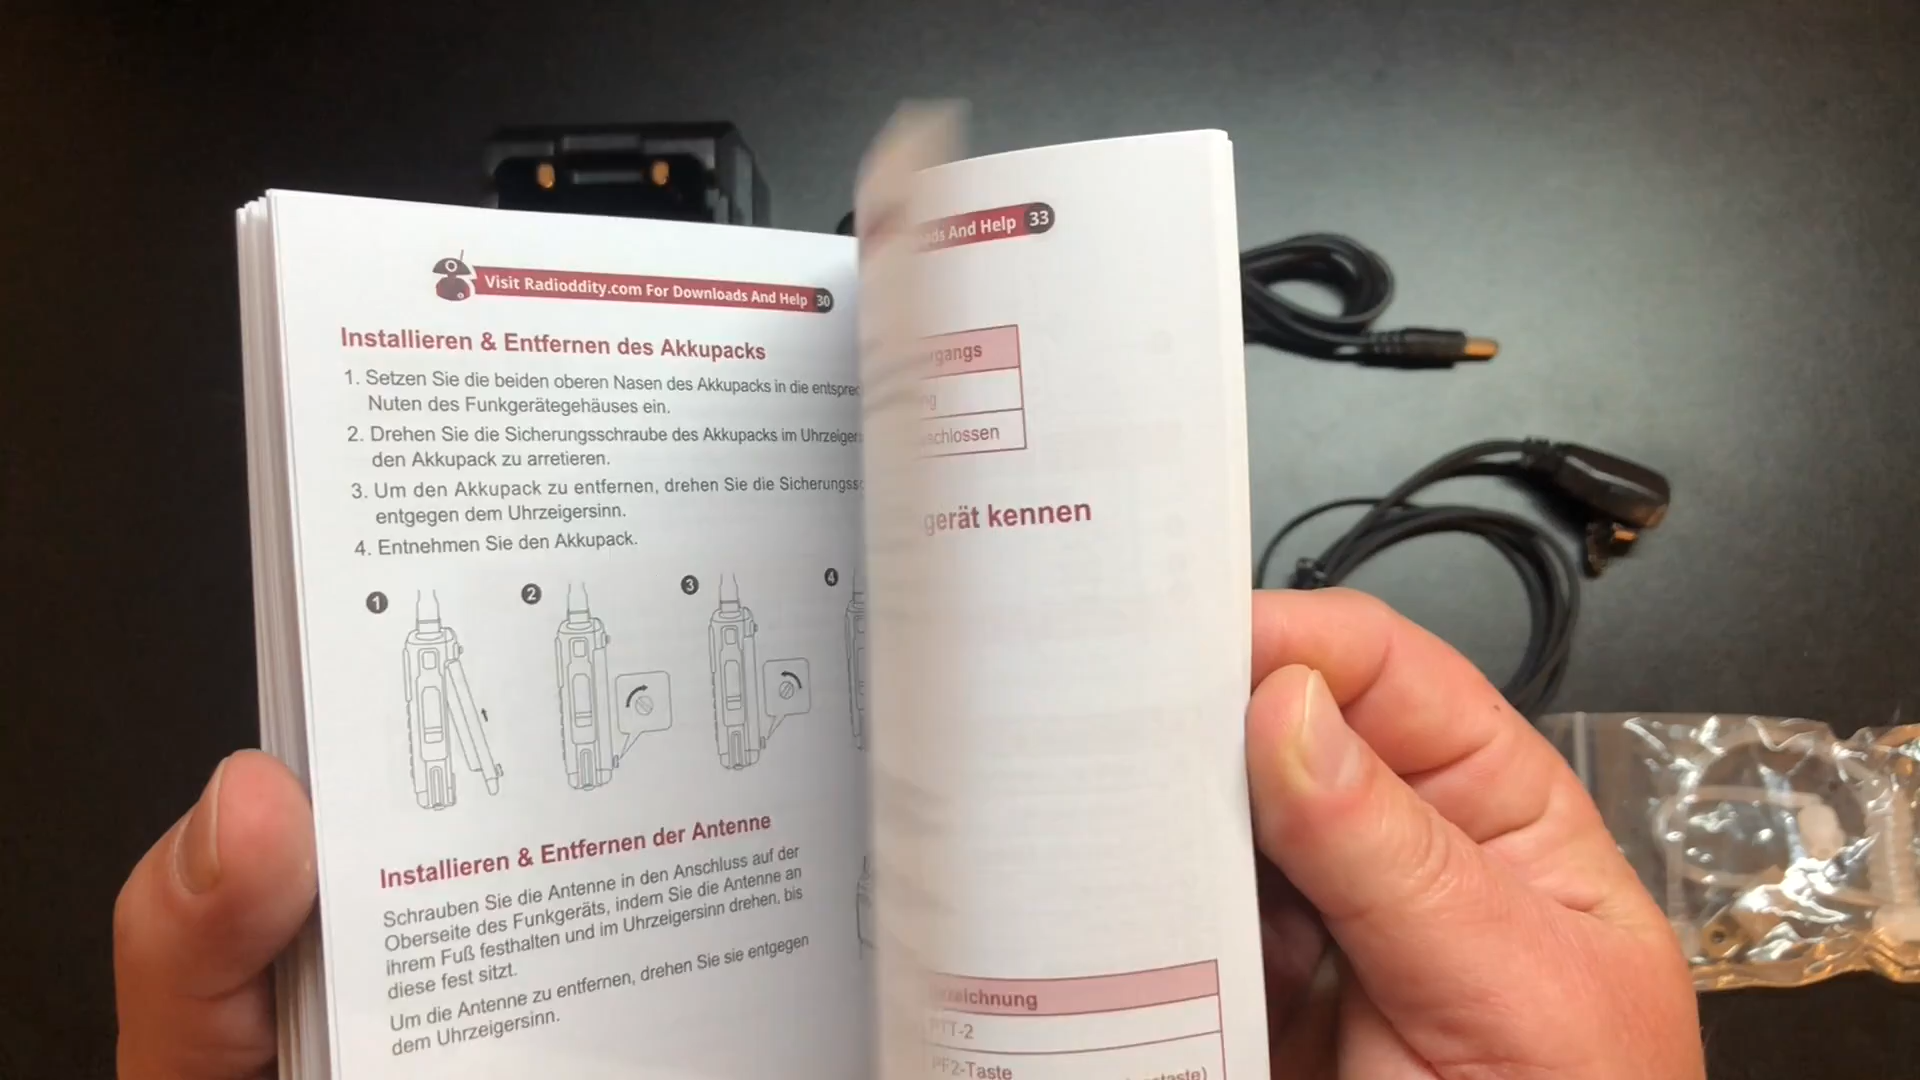 Visit Radioddity.com For Downloads And Help 30
Installieren & Entfernen des Akkupacks
1. Setzen Sie die beiden oberen Nasen des Akkupacks in die
Nuten des Funkgerätegehäuses ein.
2. Drehen Sie die Sicherungsschraube des Akkupacks im
den Akkupack zu arretieren.
3. Um den Akkupack zu entfernen, drehen Sie die
entgegen dem Uhrzeigersinn.
4. Entnehmen Sie den Akkupack.
1 2 3 4
Installieren & Entfernen der Antenne
Schrauben Sie die Antenne in den Anschluss auf der
Oberseite des Funkgeräts, indem Sie die Antenne an
ihrem Fuß festhalten und im Uhrzeigersinn drehen, bis
diese fest sitzt.
Um die Antenne zu entfernen, drehen Sie sie entgegen
dem Uhrzeigersinn.
And Help 33
kennen
PTT-2
PF2-Taste